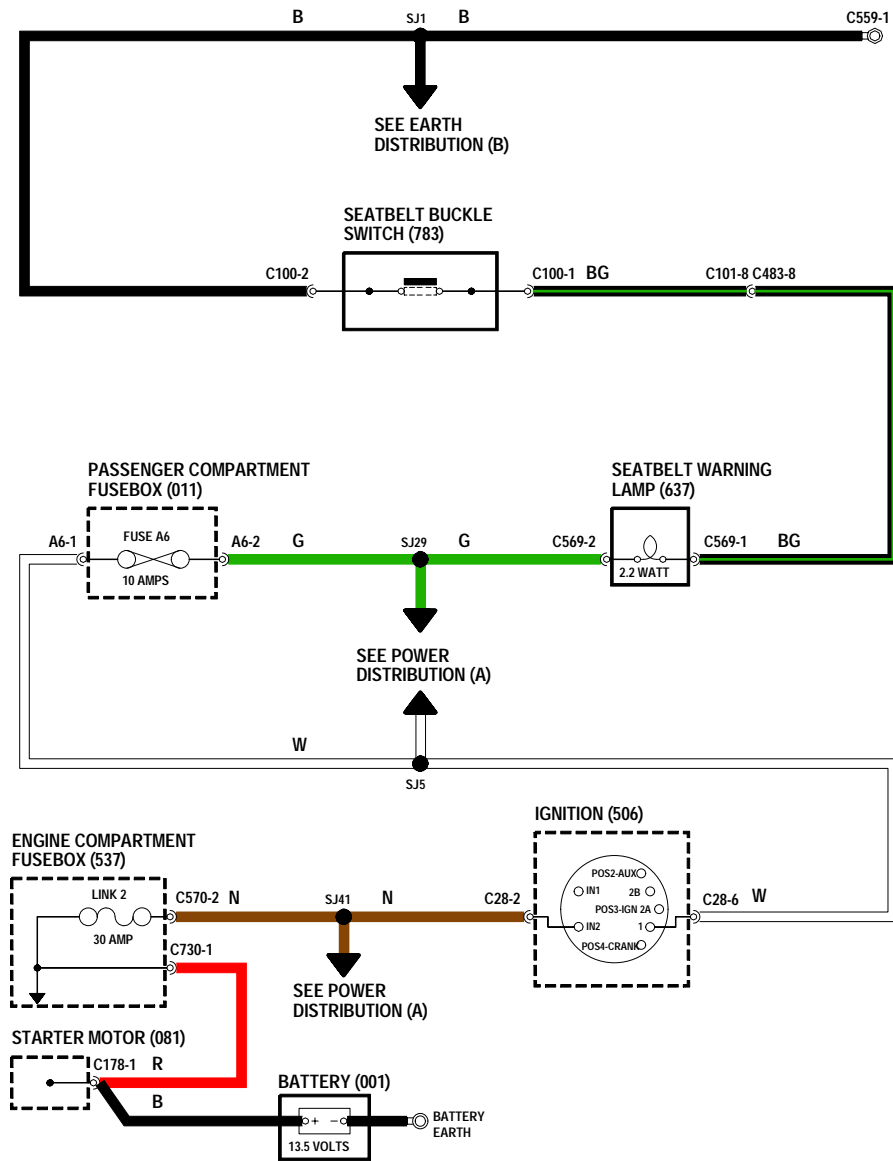 B
SJ1
B
C559-1
SEE EARTH
DISTRIBUTION (B)
SEATBELT BUCKLE
SWITCH (783)
C100-2
C100-1
BG
C101-8
C483-8
PASSENGER COMPARTMENT
FUSEBOX (011)
SEATBELT WARNING
LAMP (637)
A6-1
FUSE A6
10 AMPS
A6-2
G
SJ29
G
C569-2
2.2 WATT
C569-1
BG
SEE POWER
DISTRIBUTION (A)
W
SJ5
ENGINE COMPARTMENT
FUSEBOX (537)
IGNITION (506)
LINK 2
30 AMP
C570-2
N
SJ41
N
C28-2
POS2-AUX
IN1
2B
POS3-IGN 2A
IN2
1
POS4-CRANK
C28-6
W
C730-1
SEE POWER
DISTRIBUTION (A)
STARTER MOTOR (081)
C178-1
R
B
BATTERY (001)
+
−
13.5 VOLTS
BATTERY
EARTH